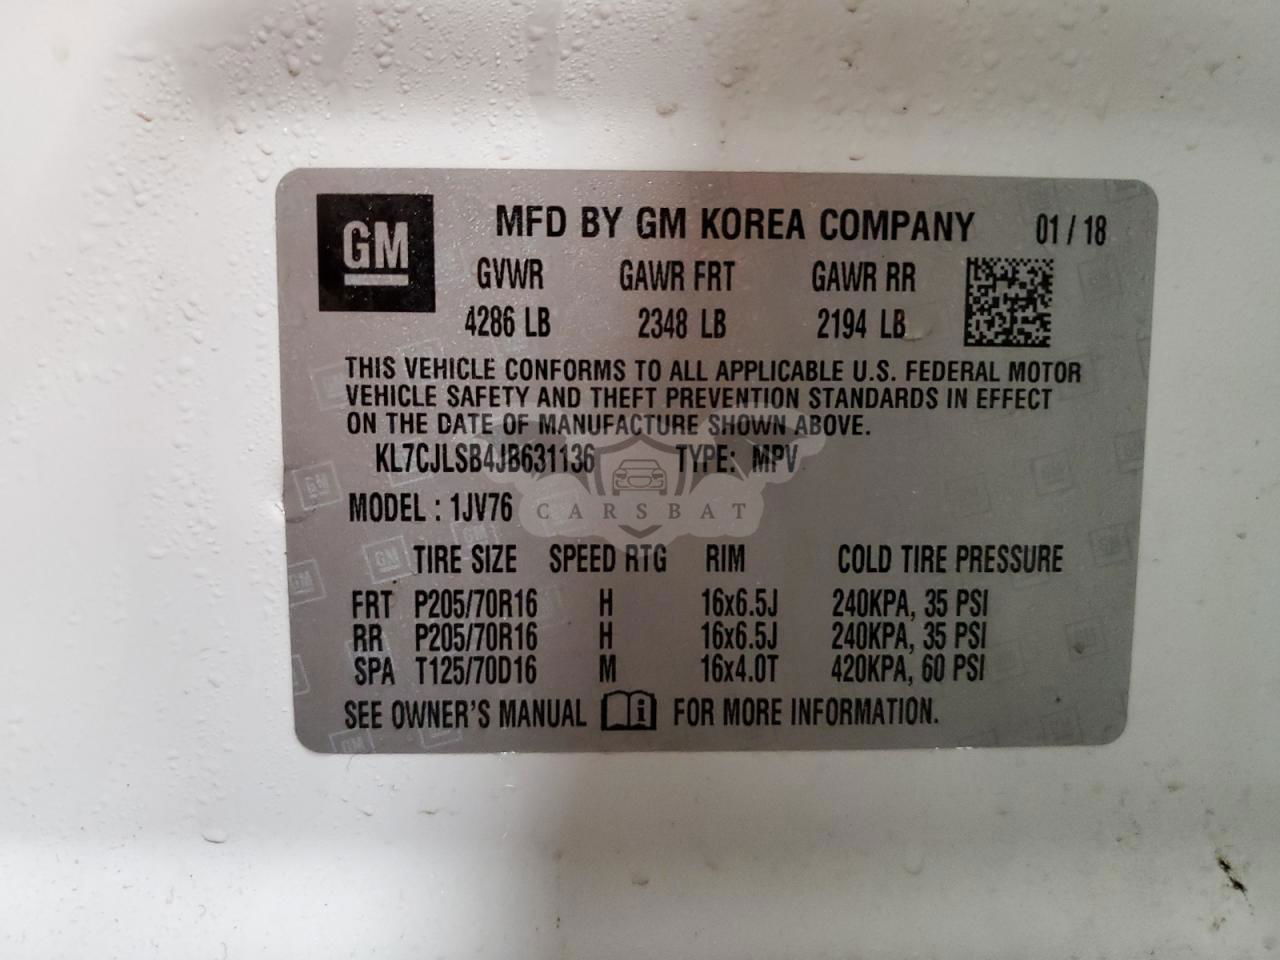 GM MFD BY GM KOREA COMPANY 01 / 18
GVWR GAWR FRT GAWR RR
4286 LB 2348 LB 2194 LB
THIS VEHICLE CONFORMS TO ALL APPLICABLE U.S. FEDERAL MOTOR
VEHICLE SAFETY AND THEFT PREVENTION STANDARDS IN EFFECT
ON THE DATE OF MANUFACTURE SHOWN ABOVE.
KL7CJLSB4JB631136 TYPE: MPV
MODEL : 1JV76
CARSBAT
TIRE SIZE SPEED RTG RIM COLD TIRE PRESSURE
FRT P205/70R16 H 16x6.5J 240KPA, 35 PSI
RR P205/70R16 H 16x6.5J 240KPA, 35 PSI
SPA T125/70D16 M 16x4.0T 420KPA, 60 PSI
SEE OWNER'S MANUAL i FOR MORE INFORMATION.